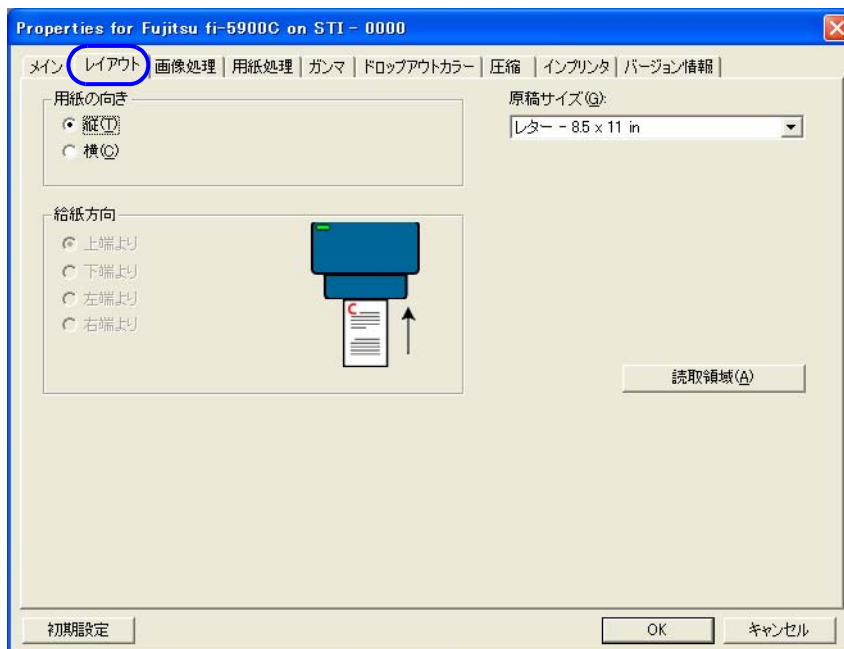 Properties for Fujitsu fi-5900C on STI - 0000
メイン レイアウト 画像処理 用紙処理 ガンマ ドロップアウトカラー 圧縮 インプリンタ バージョン情報
用紙の向き
縦(T)
横(C)
原稿サイズ(G):
レター - 8.5 x 11 in
給紙方向
上端より
下端より
左端より
右端より
C
読取領域(A)
初期設定
OK
キャンセル